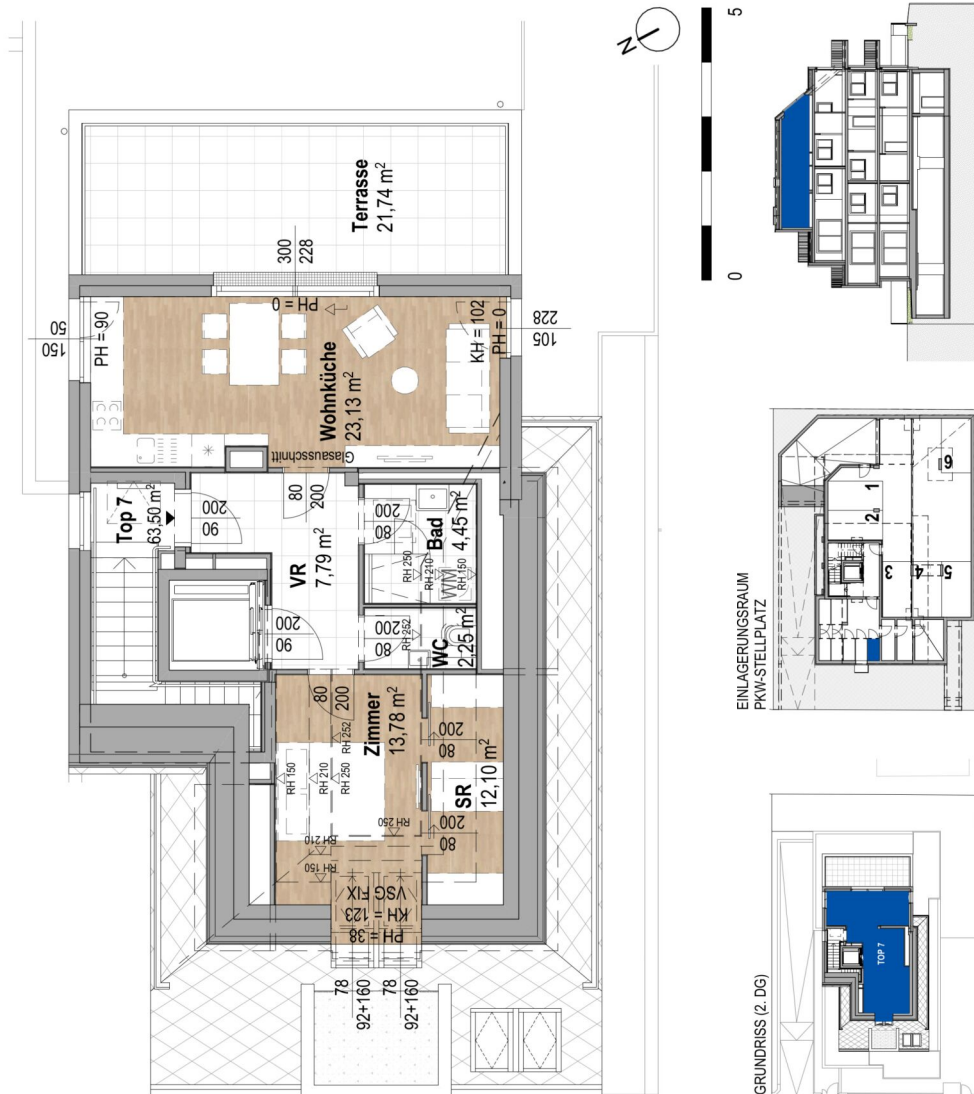 N
5
0
Terrasse
21,74 m²
300
228
PH = 0
50
150
PH = 90
Wohnküche
23,13 m²
KH = 102
PH = 0
228
105
Glasausschnitt
Top 7
63,50 m²
200
90
80
200
VR
7,79 m²
200
80
Bad
4,45 m²
RH 250
RH 210
RH 150
WM
200
90
200
80
RH 252
WC
2,25 m²
80
200
Zimmer
13,78 m²
RH 252
RH 150
RH 210
RH 250
RH 250
RH 210
RH 150
200
80
SR
12,10 m²
200
80
VSG FIX
KH = 123
PH = 38
78
92+160
78
92+160
EINLAGERUNGSRAUM
PKW-STELLPLATZ
1
2
3
4
5
6
GRUNDRISS (2. DG)
TOP 7